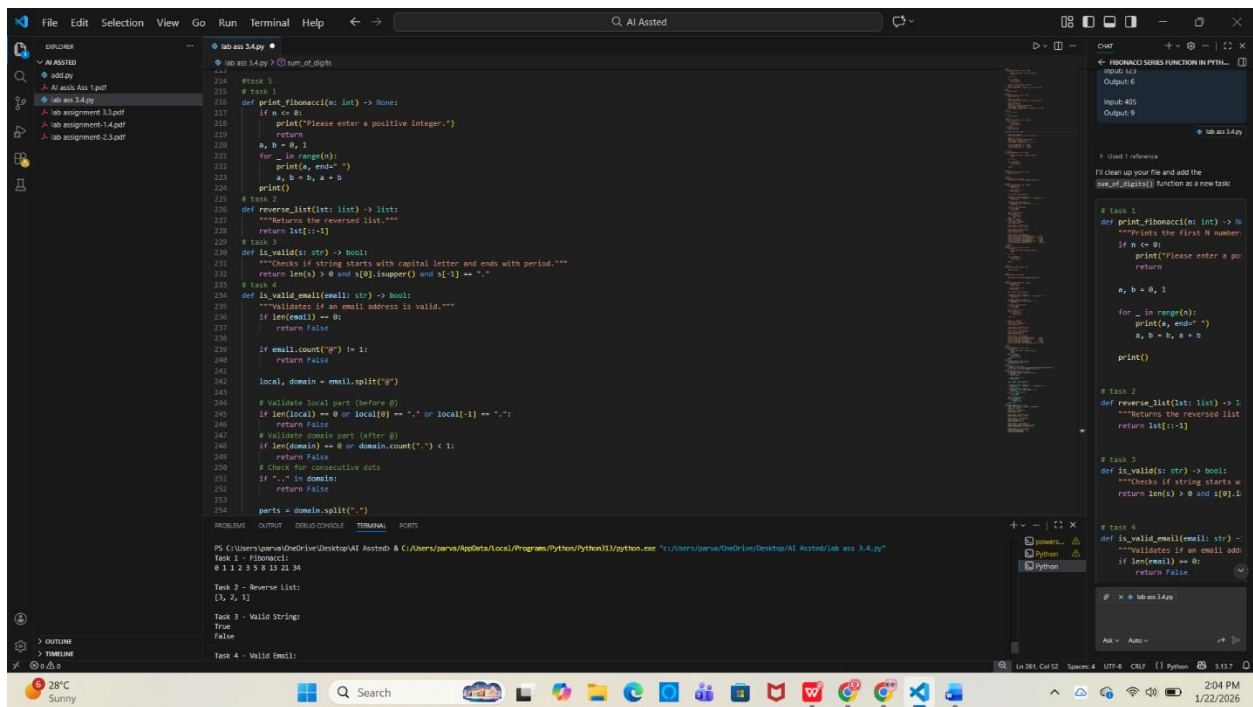 File Edit Selection View Go Run Terminal Help
AI Assted
EXPLORER
AI ASSTED
add.py
AI assis Ass 1.pdf
lab ass 3.4.py
lab assignment 3.3.pdf
lab assignment-1.4.pdf
lab assignment-2.3.pdf
OUTLINE
TIMELINE
lab ass 3.4.py
lab ass 3.4.py > sum_of_digits
213
214 #task 5
215 # task 1
216 def print_fibonacci(n: int) -> None:
217 if n <= 0:
218 print("Please enter a positive integer.")
219 return
220 a, b = 0, 1
221 for _ in range(n):
222 print(a, end=" ")
223 a, b = b, a + b
224 print()
225 # task 2
226 def reverse_list(lst: list) -> list:
227 """Returns the reversed list."""
228 return lst[::-1]
229 # task 3
230 def is_valid(s: str) -> bool:
231 """Checks if string starts with capital letter and ends with period."""
232 return len(s) > 0 and s[0].isupper() and s[-1] == "."
233 # task 4
234 def is_valid_email(email: str) -> bool:
235 """Validates if an email address is valid."""
236 if len(email) == 0:
237 return False
238
239 if email.count("@") != 1:
240 return False
241
242 local, domain = email.split("@")
243
244 # Validate local part (before @)
245 if len(local) == 0 or local[0] == "." or local[-1] == ".":
246 return False
247 # Validate domain part (after @)
248 if len(domain) == 0 or domain.count(".") < 1:
249 return False
250 # Check for consecutive dots
251 if ".." in domain:
252 return False
253
254 parts = domain.split(".")
PROBLEMS OUTPUT DEBUG CONSOLE TERMINAL PORTS
PS C:\Users\parva\OneDrive\Desktop\AI Assted> & C:/Users/parva/AppData/Local/Programs/Python/Python313/python.exe "c:/Users/parva/OneDrive/Desktop/AI Assted/lab ass 3.4.py"
Task 1 - Fibonacci:
0 1 1 2 3 5 8 13 21 34
Task 2 - Reverse List:
[3, 2, 1]
Task 3 - Valid String:
True
False
Task 4 - Valid Email:
powers...
Python
Python
CHAT
FIBONACCI SERIES FUNCTION IN PYTH...
Input: 123
Output: 6
Input: 405
Output: 9
lab ass 3.4.py
Used 1 reference
I'll clean up your file and add the
sum_of_digits() function as a new task:
# task 1
def print_fibonacci(n: int) -> N
"""Prints the first N number
if n <= 0:
print("Please enter a po
return
a, b = 0, 1
for _ in range(n):
print(a, end=" ")
a, b = b, a + b
print()
# task 2
def reverse_list(lst: list) -> l
"""Returns the reversed list
return lst[::-1]
# task 3
def is_valid(s: str) -> bool:
"""Checks if string starts w
return len(s) > 0 and s[0].i
# task 4
def is_valid_email(email: str) -
"""Validates if an email add
if len(email) == 0:
return False
lab ass 3.4.py
Ask Auto
0 0
Ln 261, Col 52 Spaces: 4 UTF-8 CRLF {} Python 3.13.7
6
28°C
Sunny
Search
2:04 PM
1/22/2026